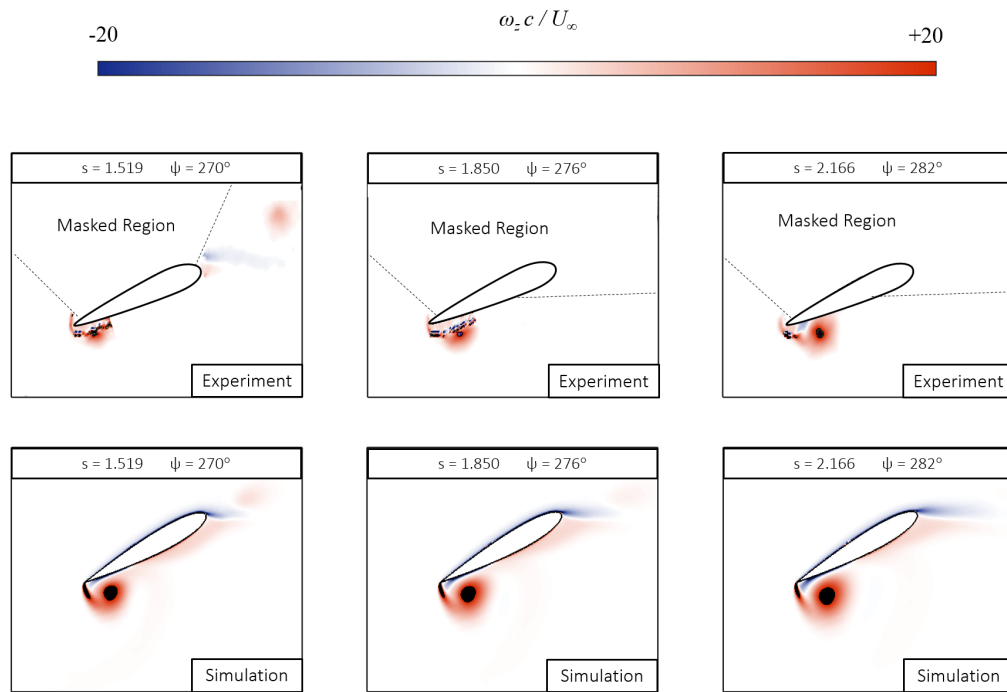 ω_z c / U_∞
-20 +20
s = 1.519 ψ = 270°
Masked Region
Experiment
s = 1.850 ψ = 276°
Masked Region
Experiment
s = 2.166 ψ = 282°
Masked Region
Experiment
s = 1.519 ψ = 270°
Simulation
s = 1.850 ψ = 276°
Simulation
s = 2.166 ψ = 282°
Simulation